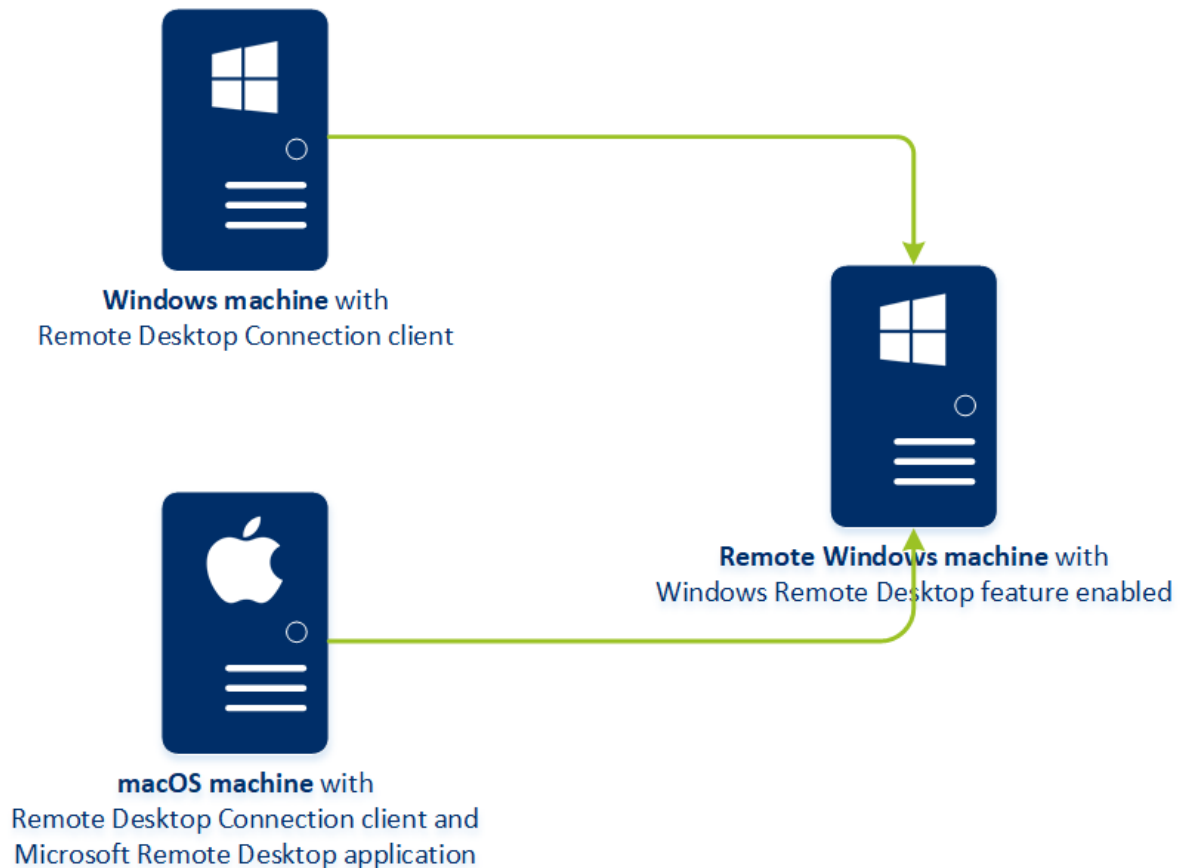 Windows machine with
Remote Desktop Connection client
Remote Windows machine with
Windows Remote Desktop feature enabled
macOS machine with
Remote Desktop Connection client and
Microsoft Remote Desktop application